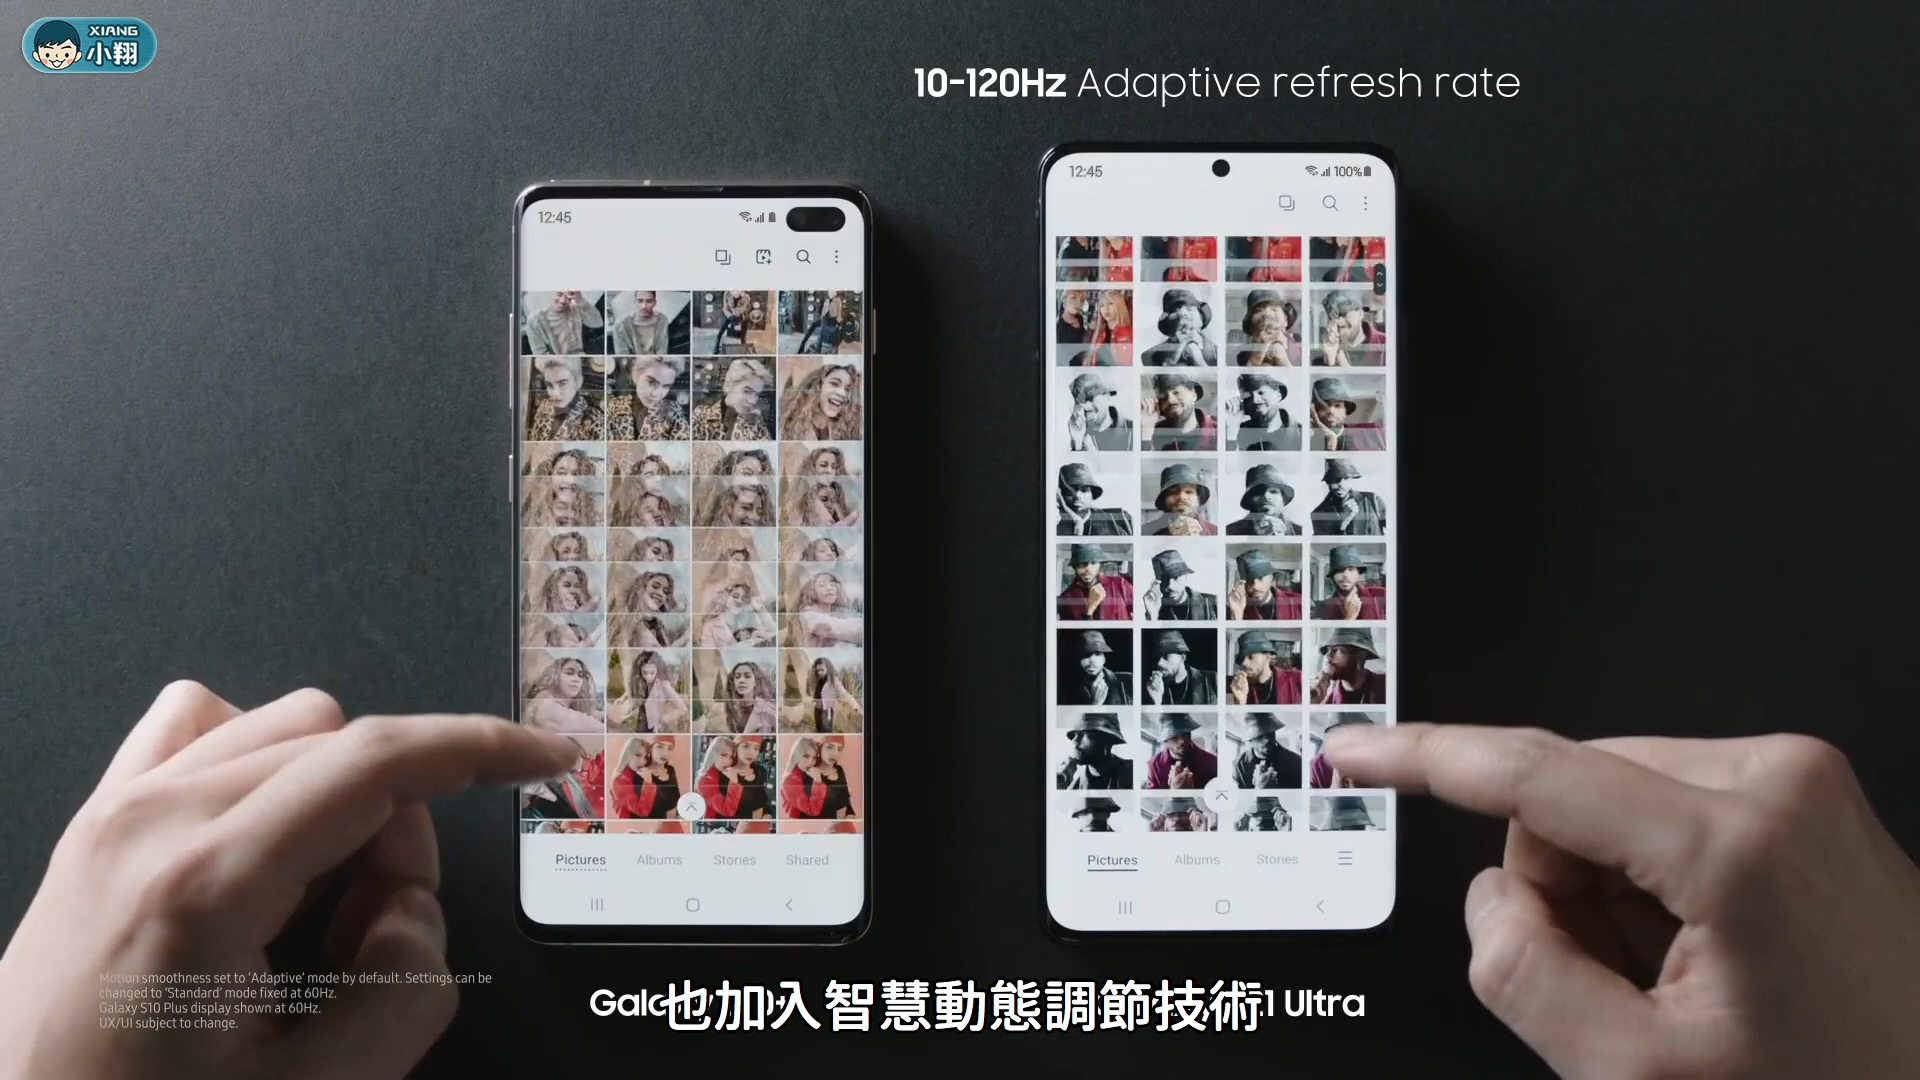 XIANG
小翔
10-120Hz Adaptive refresh rate
12:45
12:45
100%
Pictures
Albums
Stories
Shared
Pictures
Albums
Stories
Motion smoothness set to 'Adaptive' mode by default. Settings can be
changed to 'Standard' mode fixed at 60Hz.
Galaxy S10 Plus display shown at 60Hz.
UX/UI subject to change.
也加入智慧動態調節技術
Ultra